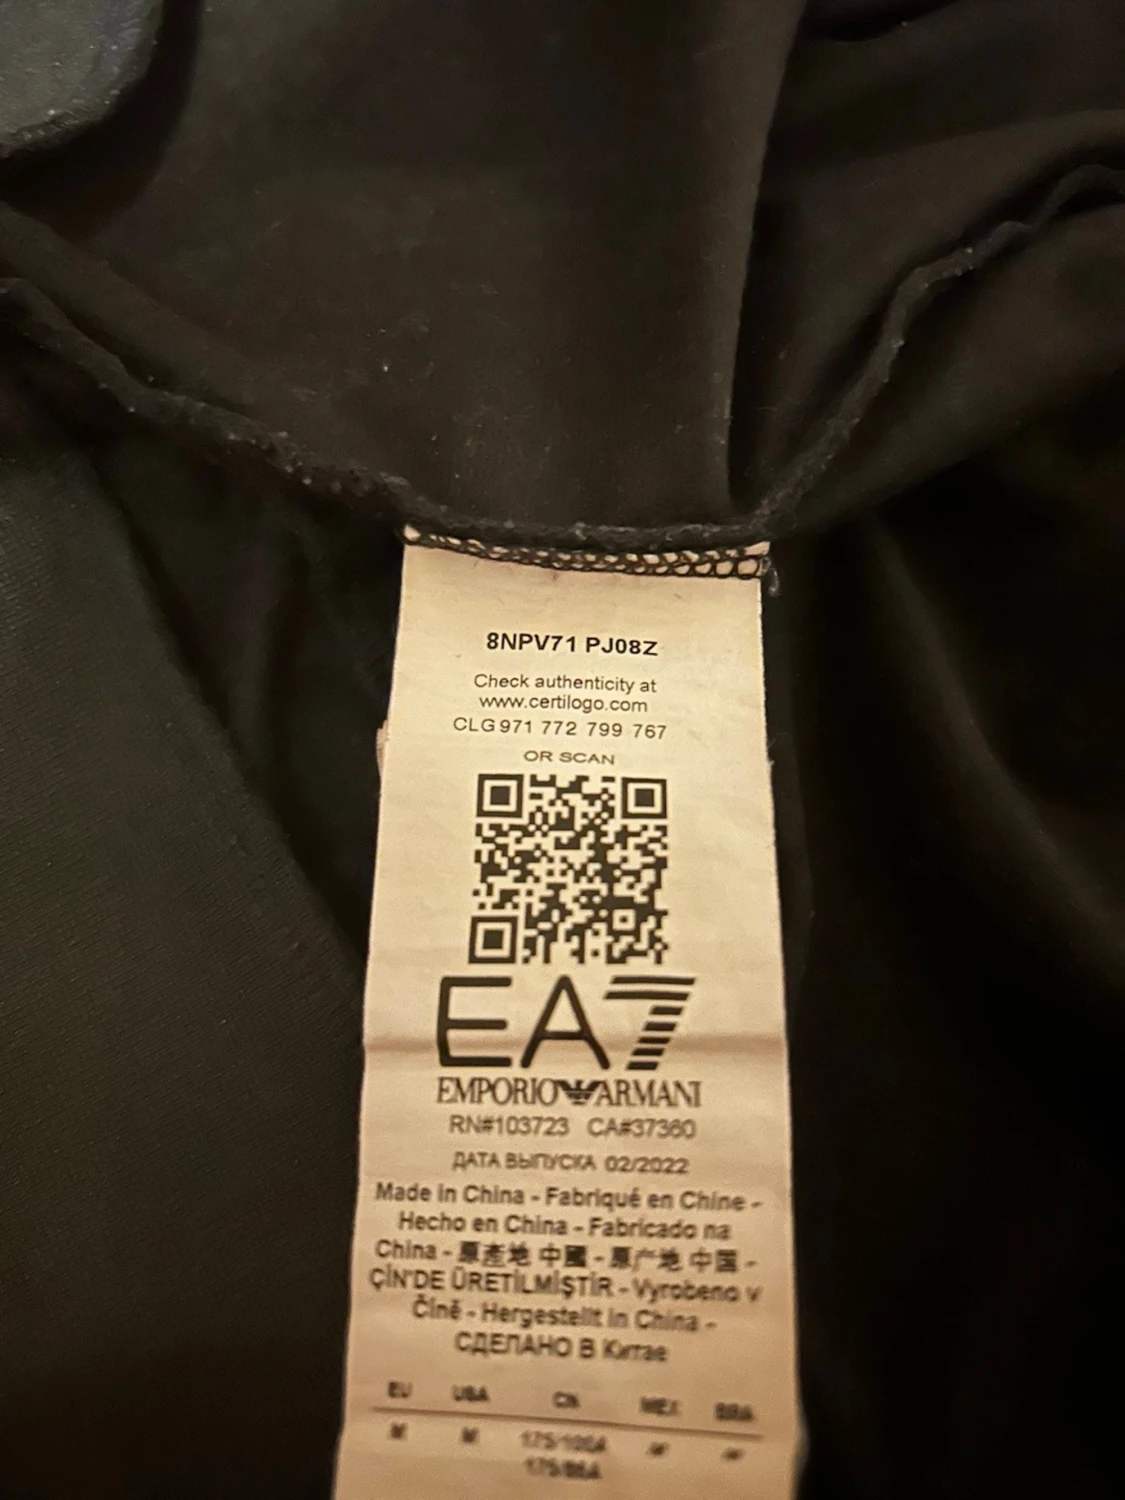 8NPV71 PJ08Z
Check authenticity at
www.certilogo.com
CLG 971 772 799 767
OR SCAN
EA7
EMPORIO ARMANI
RN#103723 CA#37360
ДАТА ВЫПУСКА 02/2022
Made in China - Fabriqué en Chine -
Hecho en China - Fabricado na
China - 原產地 中國 - 原产地 中国 -
ÇİN'DE ÜRETİLMİŞTİR - Vyrobeno v
Číně - Hergestellt in China -
СДЕЛАНО В Китае
EU USA CN MEX BRA
M M 175/100A M M